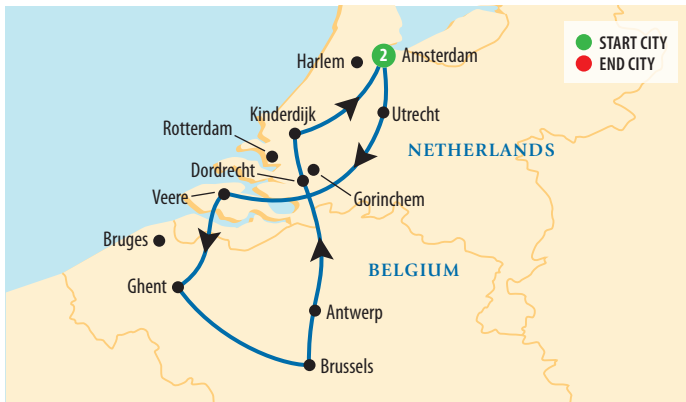 START CITY
END CITY
Harlem
2
Amsterdam
Kinderdijk
Utrecht
Rotterdam
NETHERLANDS
Dordrecht
Veere
Gorinchem
Bruges
BELGIUM
Ghent
Antwerp
Brussels